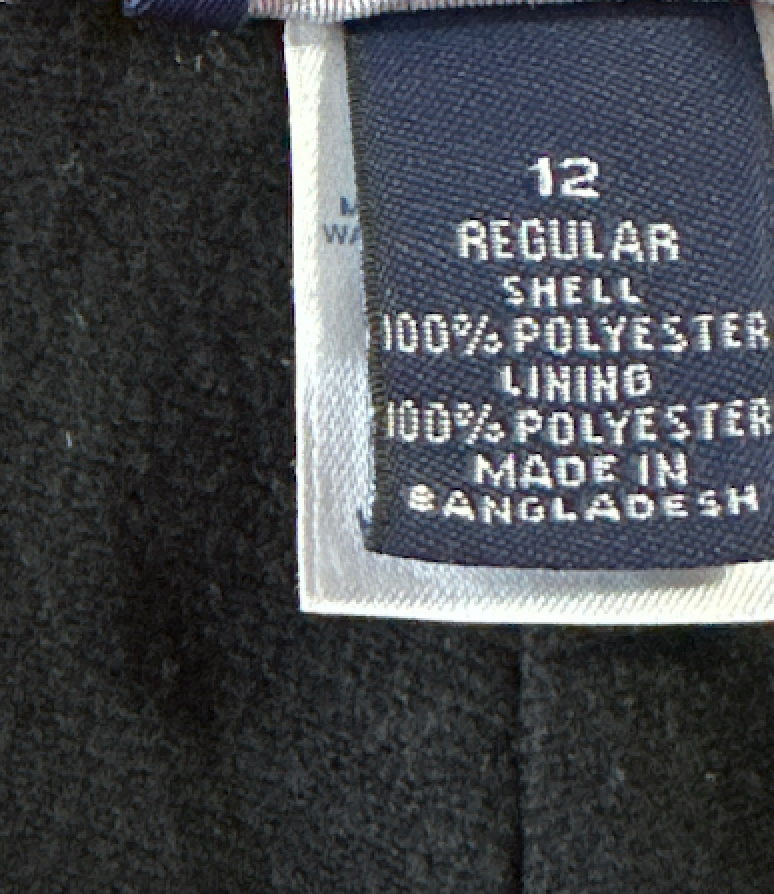 12
REGULAR
SHELL
100% POLYESTER
LINING
100% POLYESTER
MADE IN
BANGLADESH